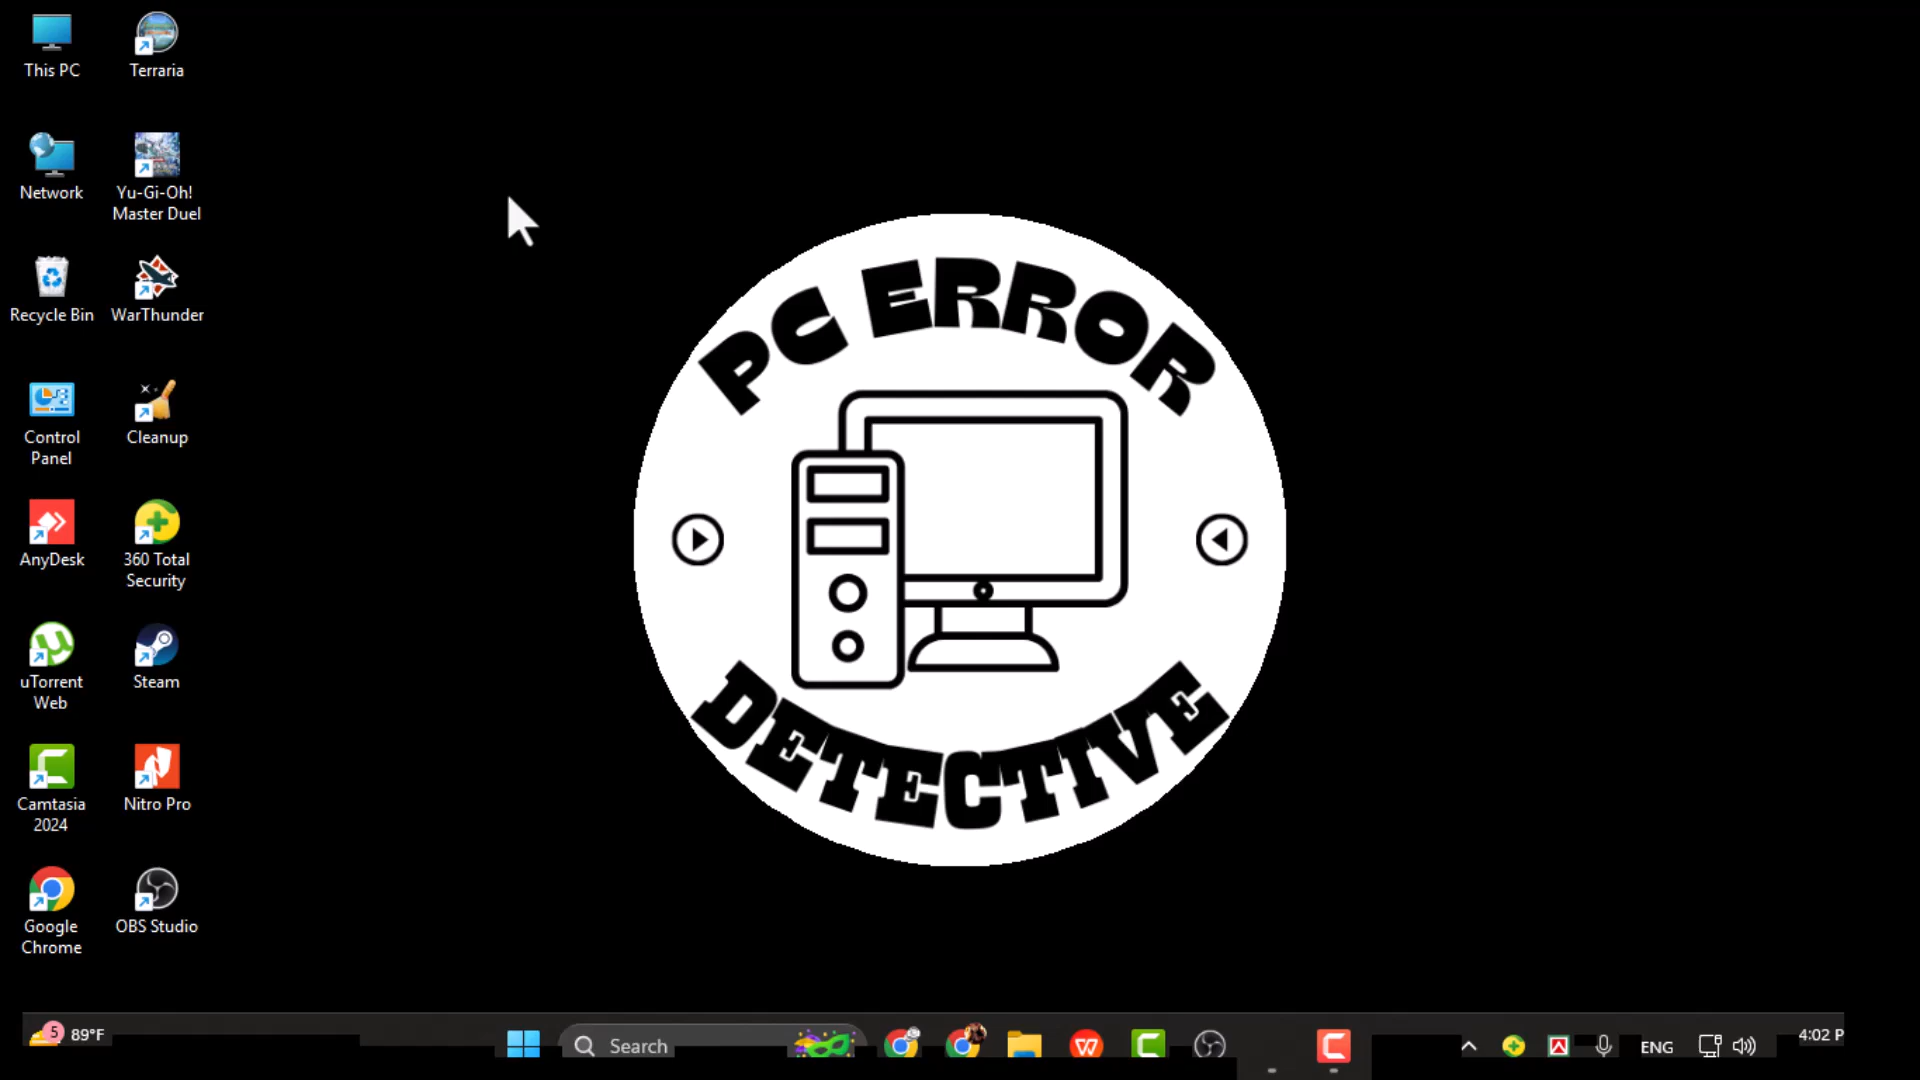 This PC
Terraria
Network
Yu-Gi-Oh!
Master Duel
Recycle Bin
WarThunder
Control
Panel
Cleanup
AnyDesk
360 Total
Security
uTorrent
Web
Steam
Camtasia
2024
Nitro Pro
Google
Chrome
OBS Studio
PC ERROR
DETECTIVE
5
89°F
Search
ENG
4:02 P